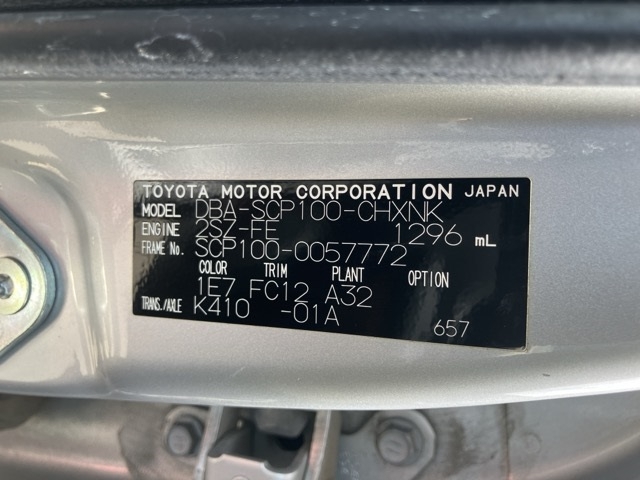 TOYOTA MOTOR CORPORATION JAPAN
MODEL DBA-SCP100-CHXNK
ENGINE 2SZ-FE 1296 mL
FRAME No. SCP100-0057772
COLOR TRIM PLANT OPTION
1E7 FC12 A32
TRANS./AXLE K410 -01A
657